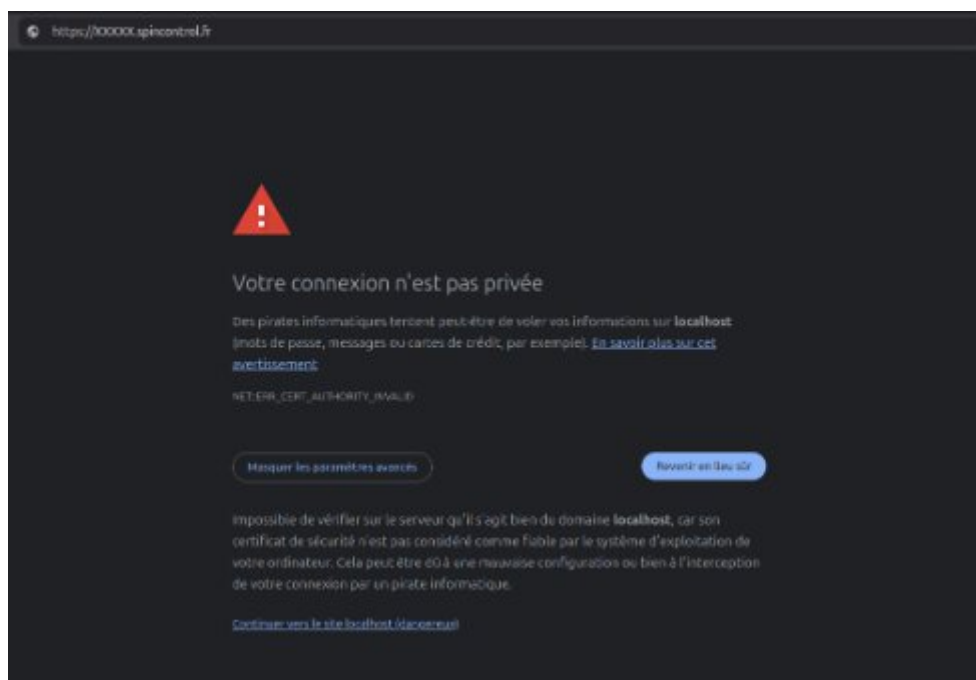 https://XXXXX.spincontrol.fr
Votre connexion n'est pas privée
Des pirates informatiques tentent peut-être de voler vos informations sur localhost
(mots de passe, messages ou cartes de crédit, par exemple). En savoir plus sur cet
avertissement
NET::ERR_CERT_AUTHORITY_INVALID
Masquer les paramètres avancés
Revenir en lieu sûr
Impossible de vérifier sur le serveur qu'il s'agit bien du domaine localhost, car son
certificat de sécurité n'est pas considéré comme fiable par le système d'exploitation de
votre ordinateur. Cela peut être dû à une mauvaise configuration ou bien à l'interception
de votre connexion par un pirate informatique.
Continuer vers le site localhost (dangereux)